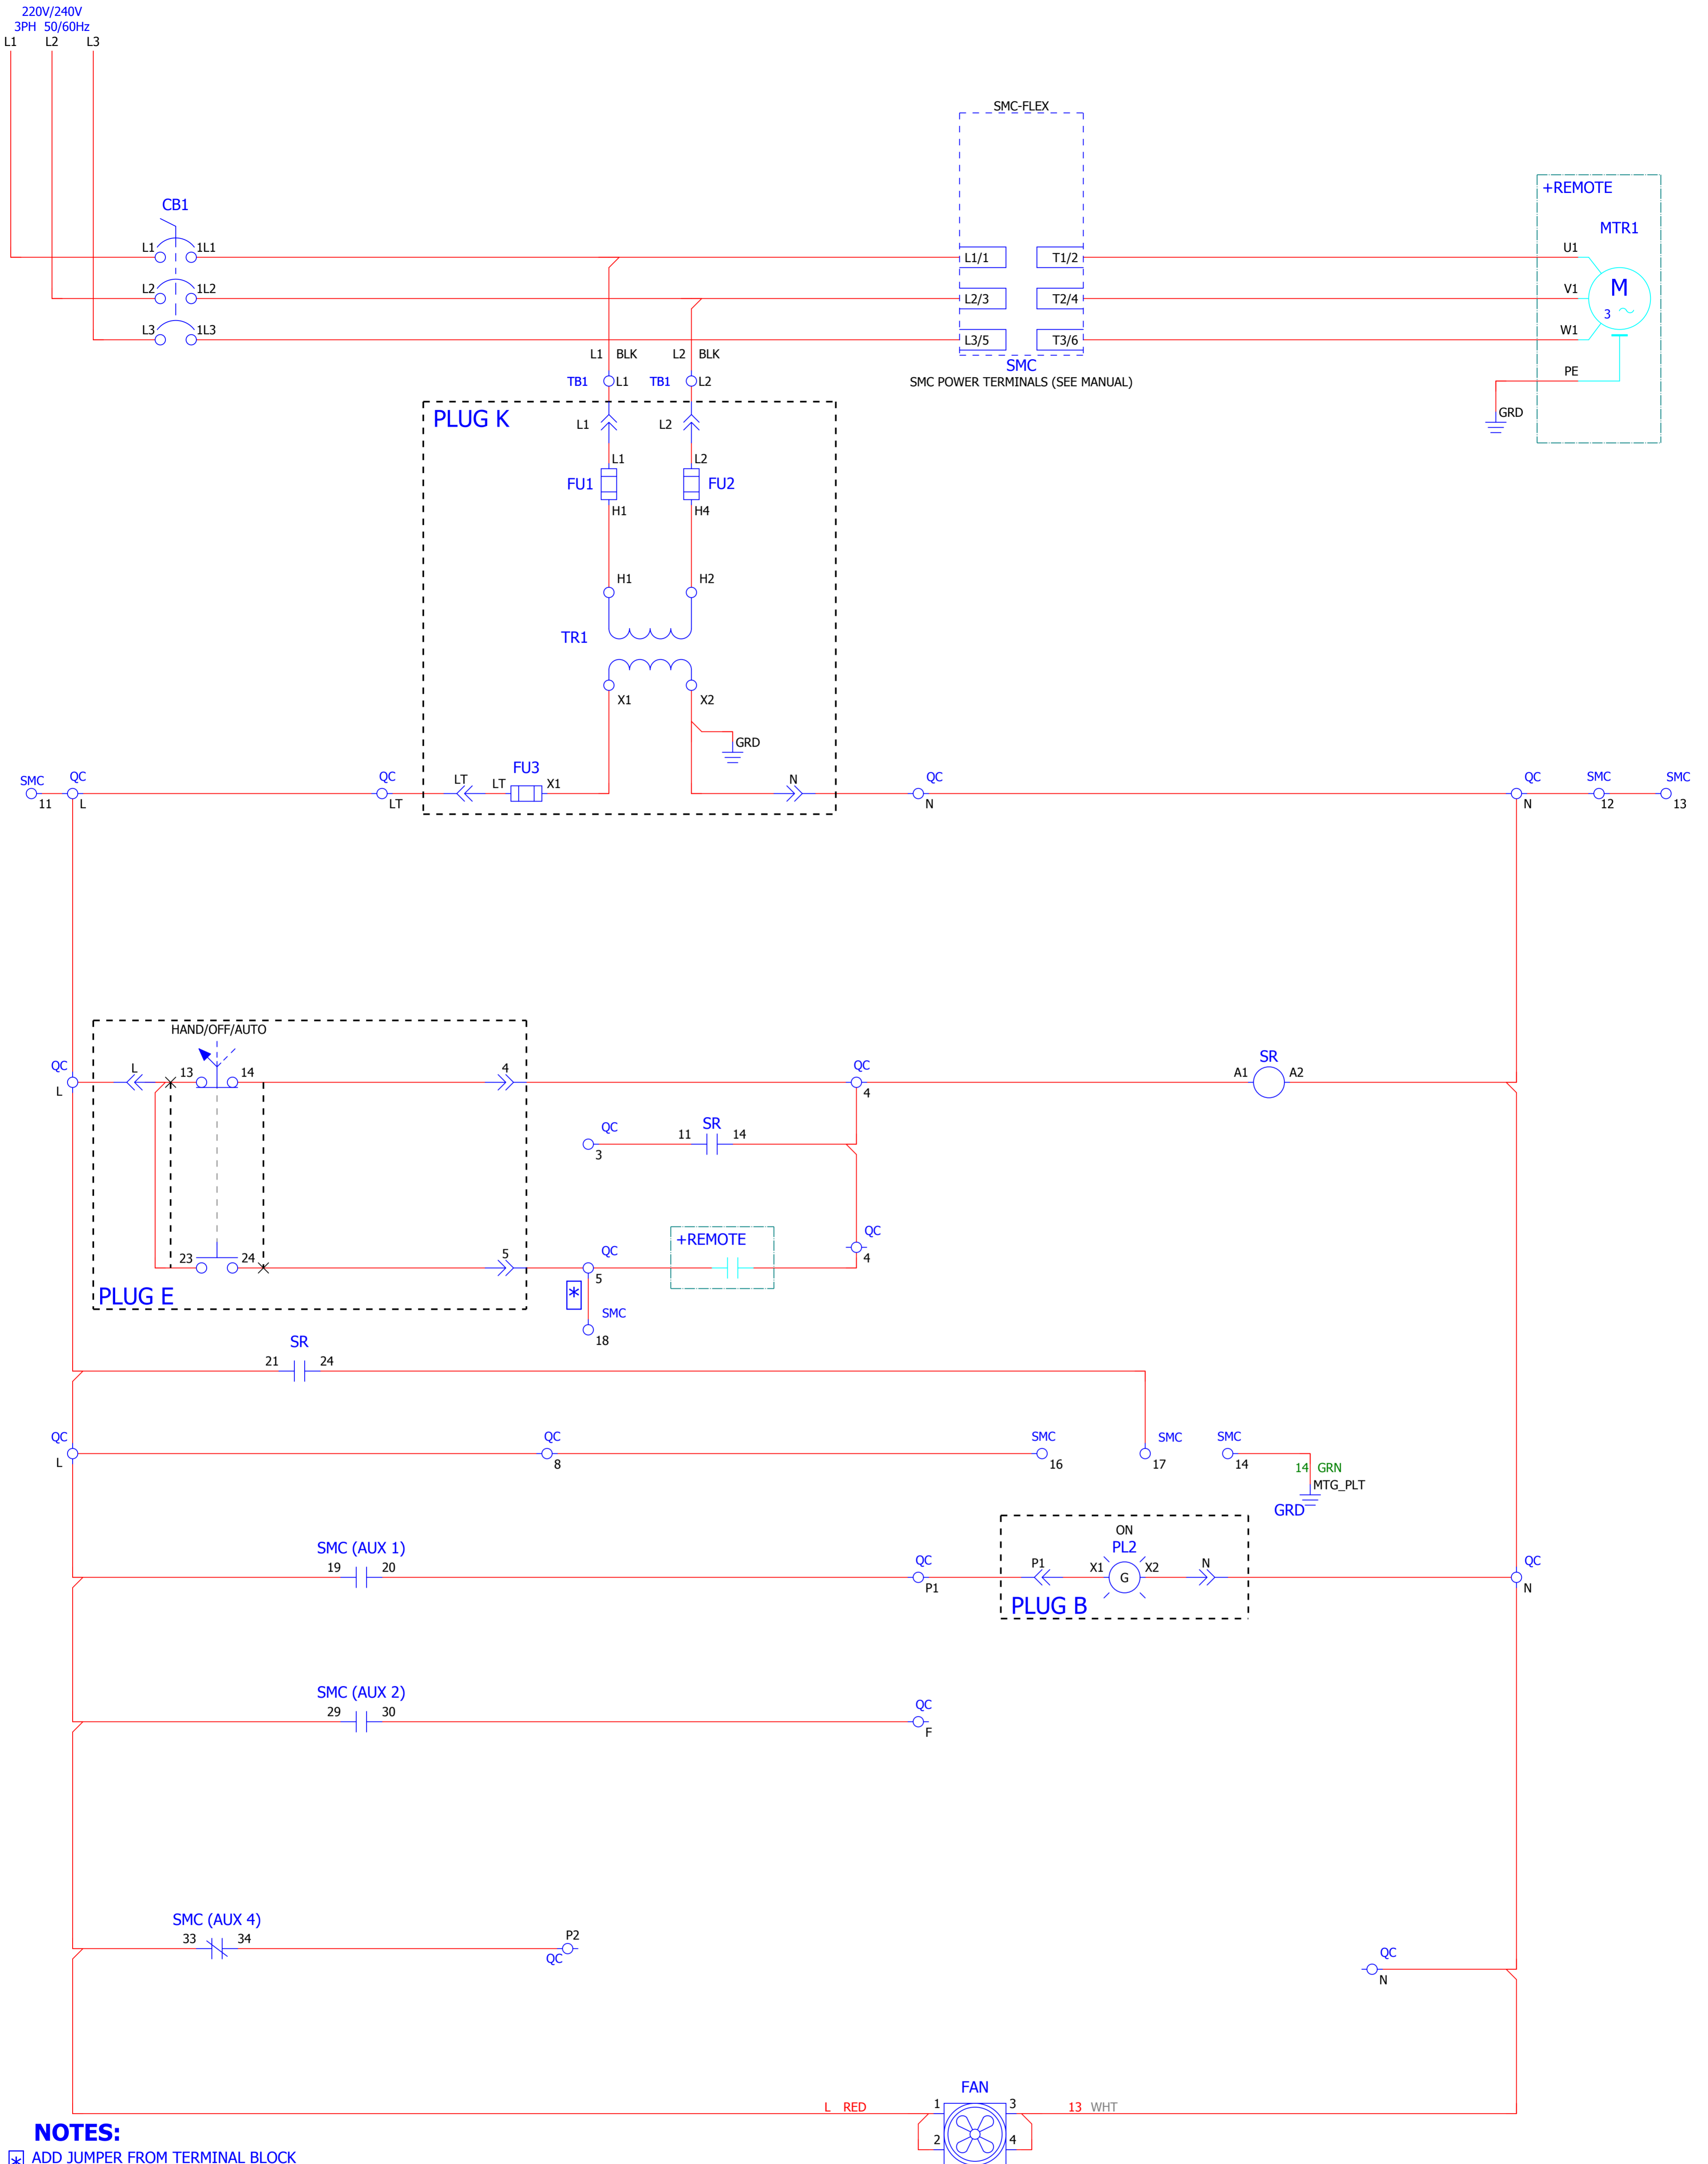 220V/240V
3PH 50/60Hz
L1 L2 L3
SMC-FLEX
CB1
+REMOTE
MTR1
L1 1L1
L1/1 T1/2
U1
L2 1L2
L2/3 T2/4
V1
M
3
L3 1L3
L3/5 T3/6
W1
SMC
SMC POWER TERMINALS (SEE MANUAL)
PE
GRD
L1 BLK L2 BLK
TB1 L1 TB1 L2
PLUG K
L1 L2
L1 L2
FU1 FU2
H1 H4
H1 H2
TR1
X1 X2
GRD
SMC QC QC LT LT FU3 X1 N QC QC SMC SMC
11 L LT N N 12 13
HAND/OFF/AUTO
QC L 13 14 4 QC SR
L 4 A1 A2
QC 11 SR 14
3
QC
4
+REMOTE
23 24 5 QC
5
PLUG E
*
SMC
18
SR
21 24
QC QC SMC SMC SMC
L 8 16 17 14
14 GRN
MTG_PLT
GRD
ON
PL2
SMC (AUX 1)
19 20 QC P1 X1 G X2 N QC
P1 N
PLUG B
SMC (AUX 2)
29 30 QC
F
SMC (AUX 4)
33 34 P2
QC
QC
N
FAN
L RED 1 3 13 WHT
2 4
NOTES:
* ADD JUMPER FROM TERMINAL BLOCK